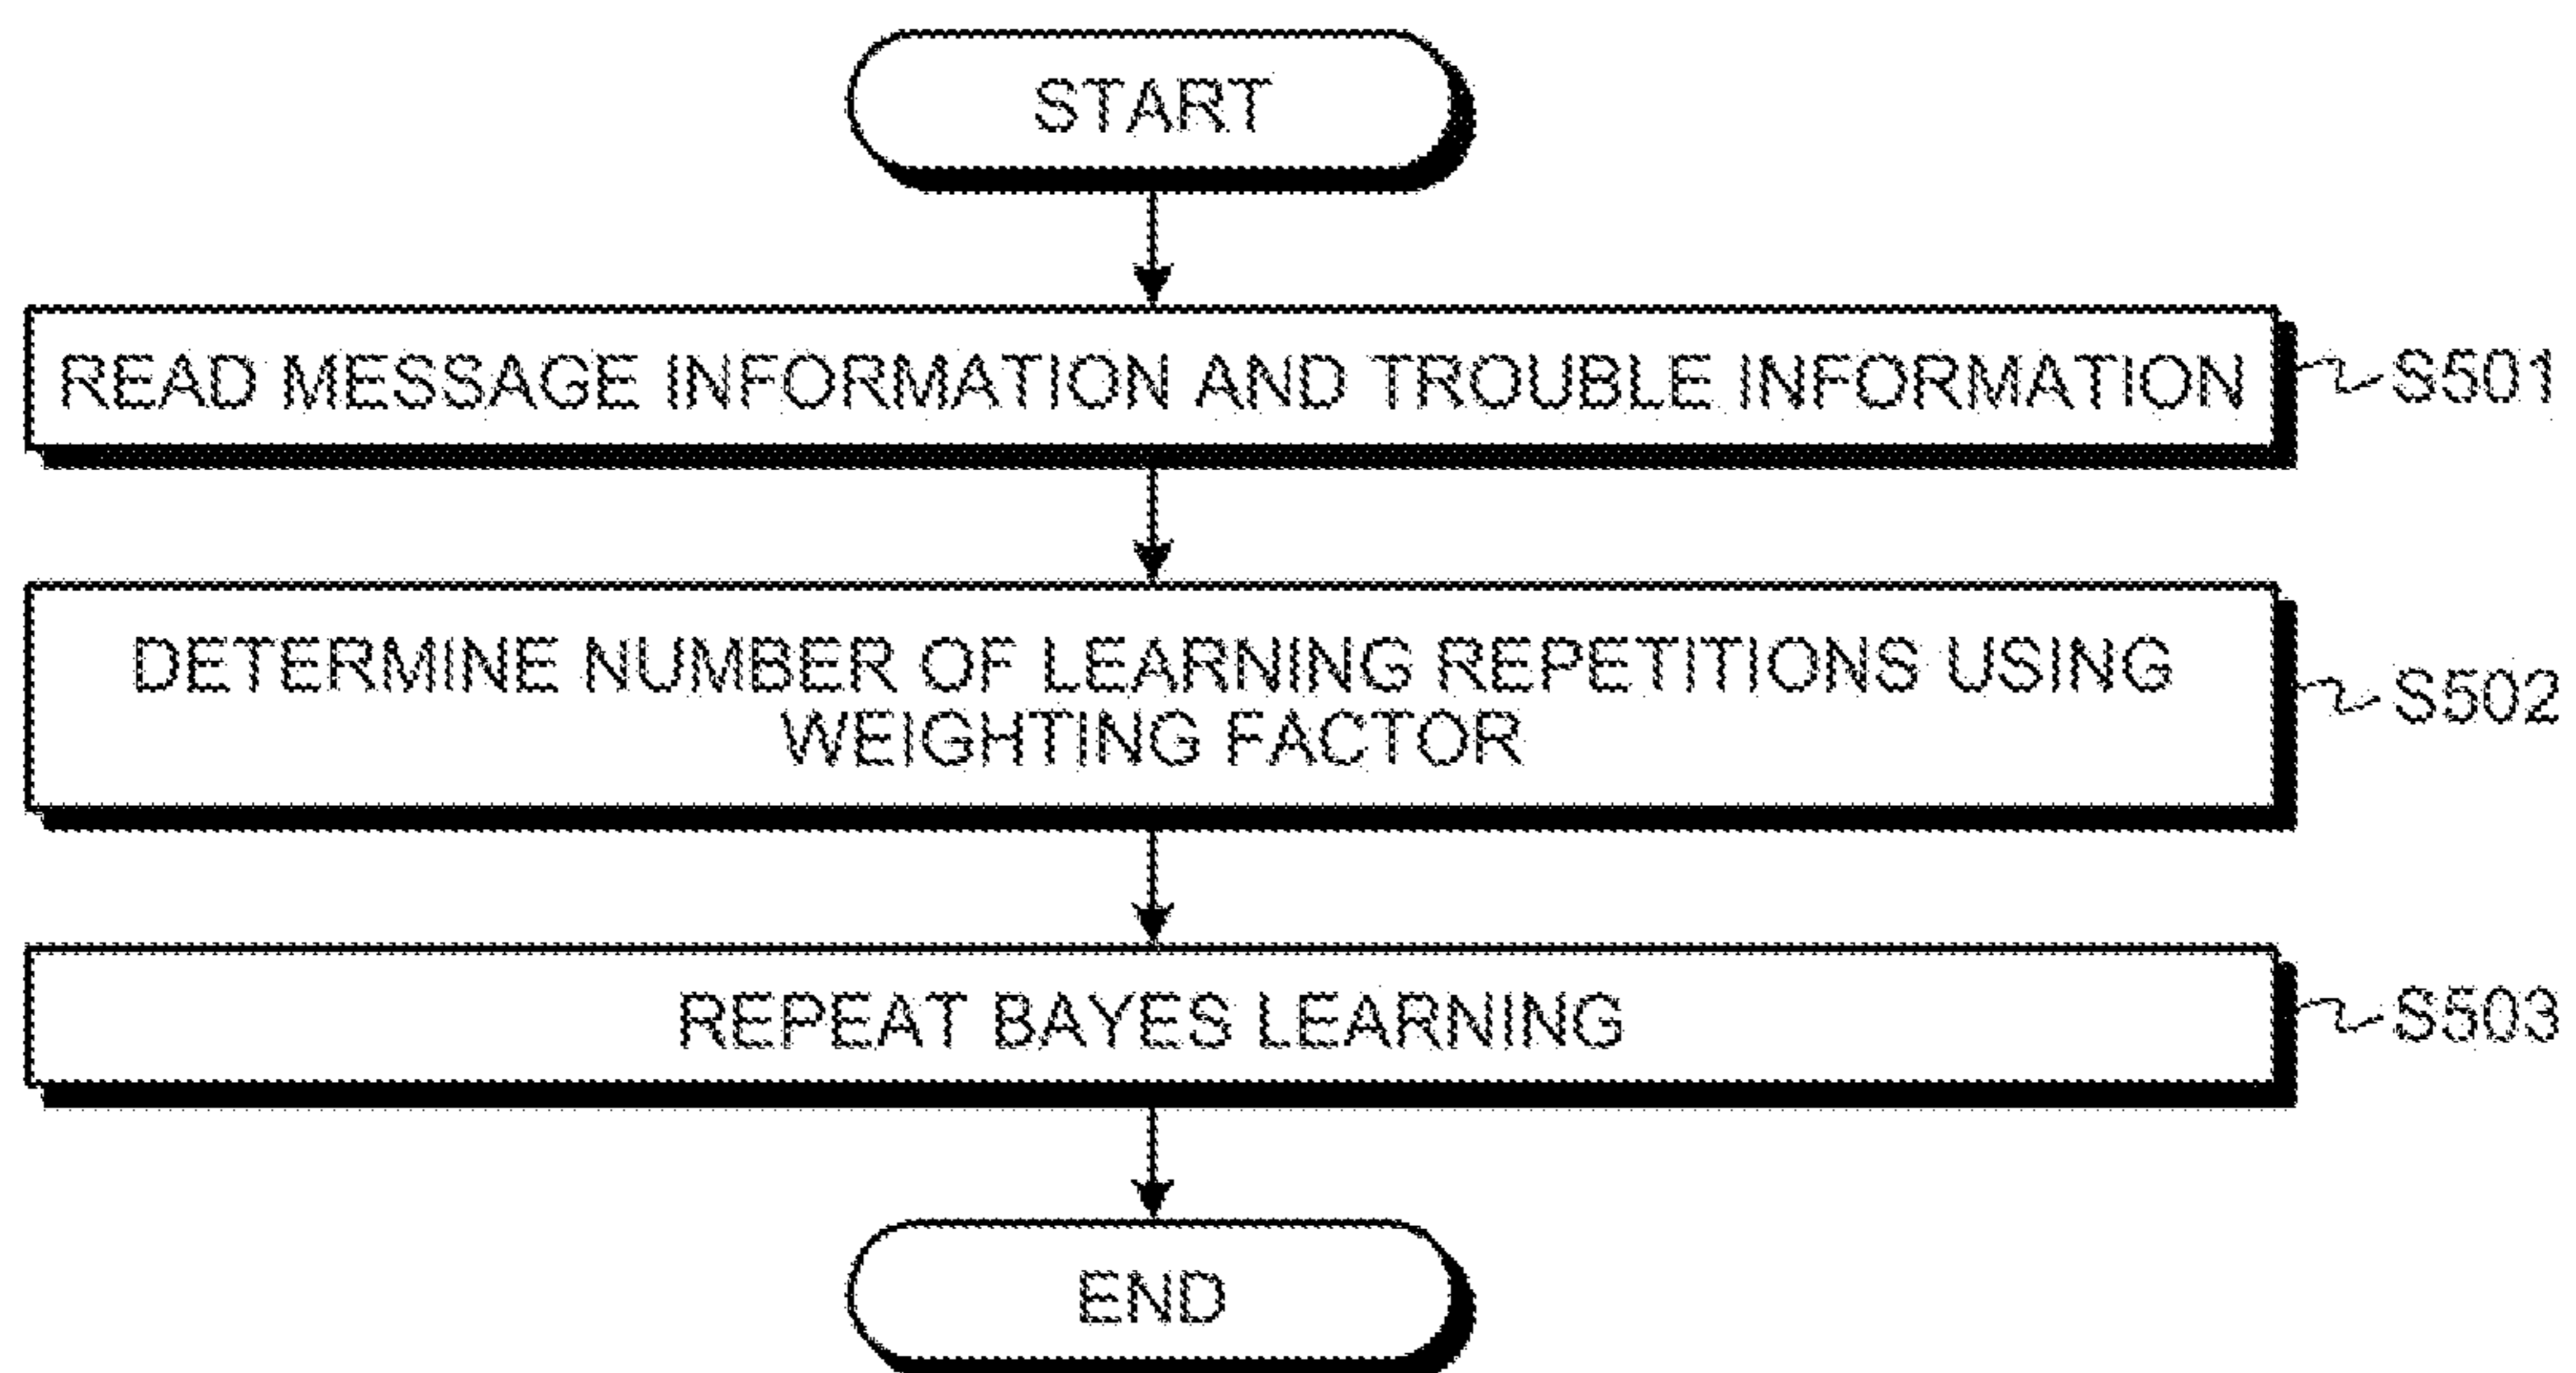 START
READ MESSAGE INFORMATION AND TROUBLE INFORMATION
S501
DETERMINE NUMBER OF LEARNING REPETITIONS USING
WEIGHTING FACTOR
S502
REPEAT BAYES LEARNING
S503
END